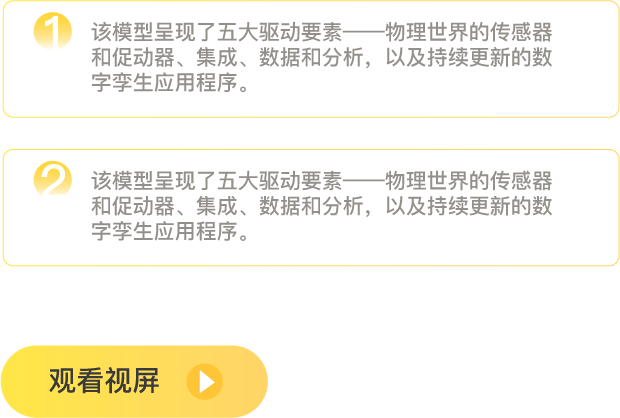 1
该模型呈现了五大驱动要素——物理世界的传感器
和促动器、集成、数据和分析，以及持续更新的数
字孪生应用程序。
2
该模型呈现了五大驱动要素——物理世界的传感器
和促动器、集成、数据和分析，以及持续更新的数
字孪生应用程序。
观看视屏